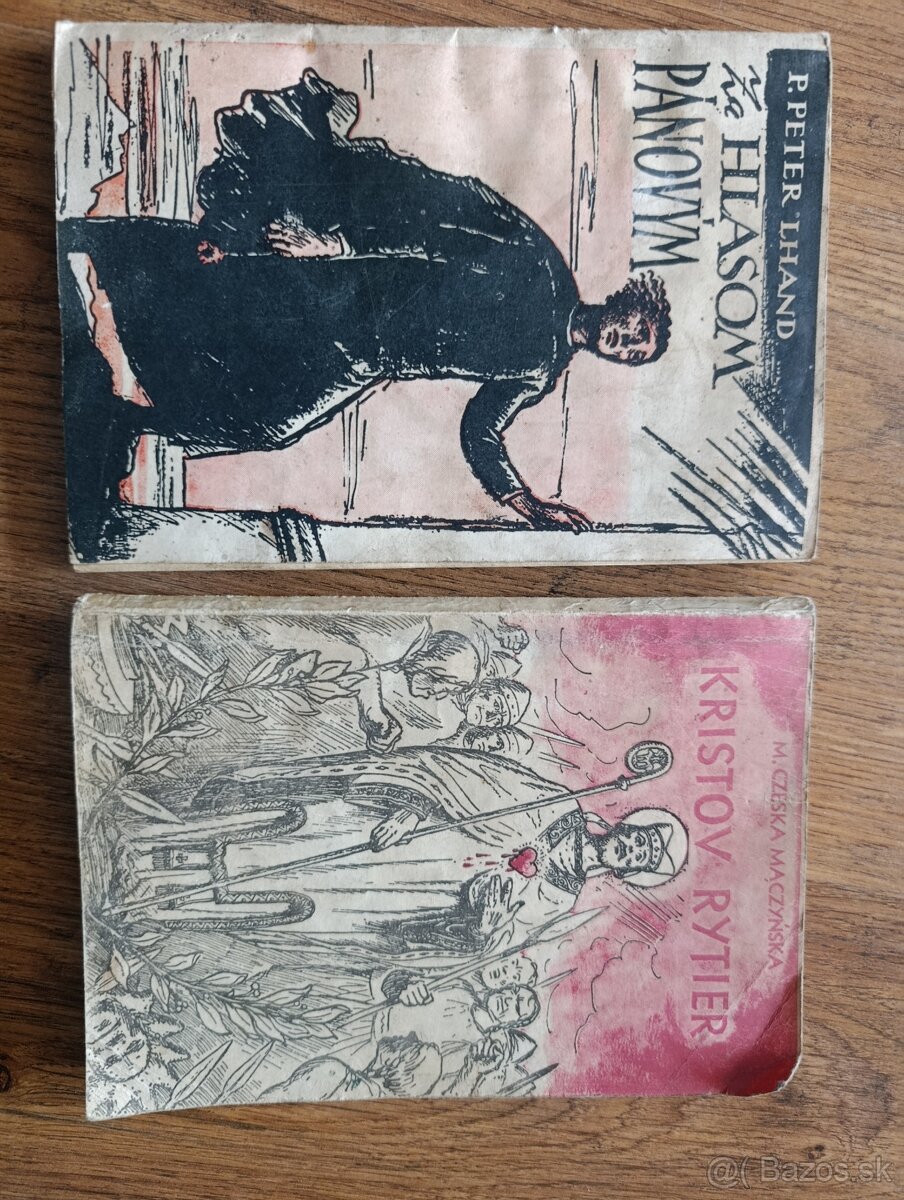 P. PETER LHAND
za HLASOM
PÁNOVÝM
M. CZESKA MĄCZYŃSKA
KRISTOV RYTIER
@( Bazos.sk